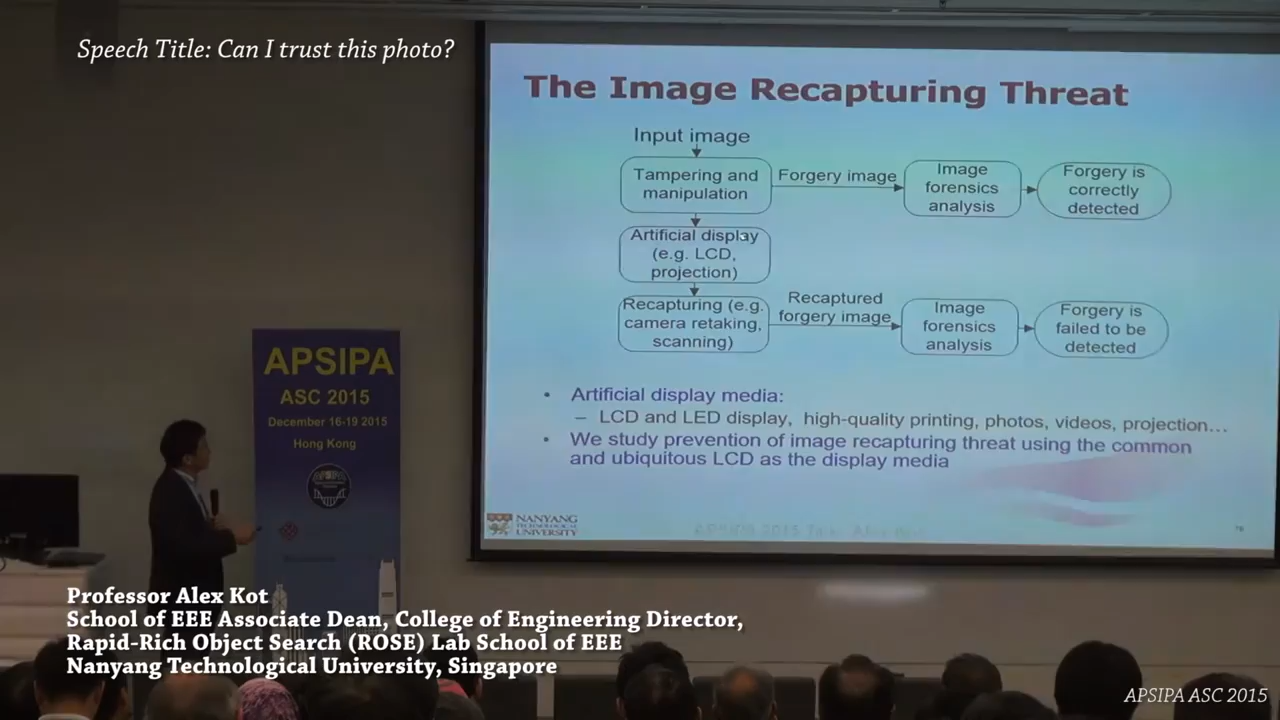 Speech Title: Can I trust this photo?
The Image Recapturing Threat
Input image
Tampering and
manipulation
Forgery image
Image
forensics
analysis
Forgery is
correctly
detected
Artificial display
(e.g. LCD,
projection)
Recapturing (e.g.
camera retaking,
scanning)
Recaptured
forgery image
Image
forensics
analysis
Forgery is
failed to be
detected
• Artificial display media:
– LCD and LED display, high-quality printing, photos, videos, projection…
• We study prevention of image recapturing threat using the common
and ubiquitous LCD as the display media
NANYANG
TECHNOLOGICAL
UNIVERSITY
APSIPA
ASC 2015
December 16-19 2015
Hong Kong
Professor Alex Kot
School of EEE Associate Dean, College of Engineering Director,
Rapid-Rich Object Search (ROSE) Lab School of EEE
Nanyang Technological University, Singapore
APSIPA ASC 2015